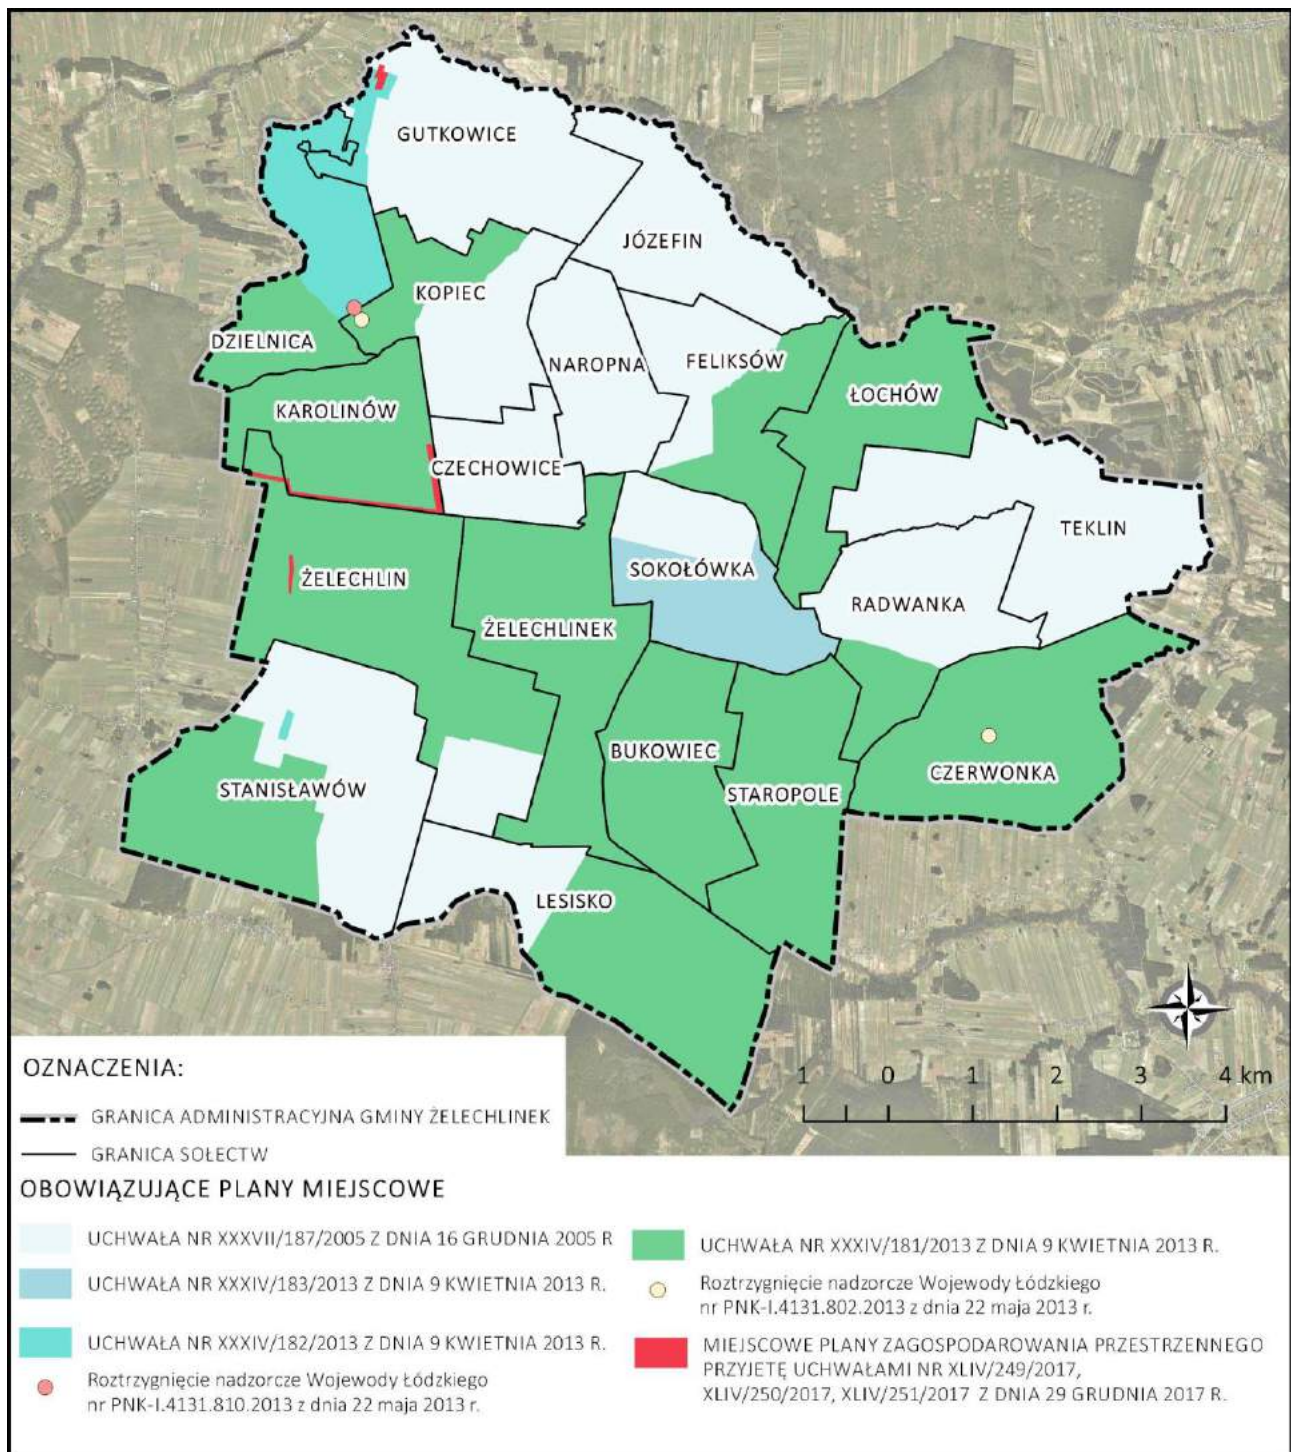 GUTKOWICE
JÓZEFIN
KOPIEC
DZIELNICA
NAROPNA
FELIKSÓW
KAROLINÓW
ŁOCHÓW
CZECHOWICE
TEKLIN
ŻELECHLIN
SOKOŁÓWKA
RADWANKA
ŻELECHLINEK
BUKOWIEC
CZERWONKA
STANISŁAWÓW
STAROPOLE
LESISKO
1 0 1 2 3 4 km
OZNACZENIA:
GRANICA ADMINISTRACYJNA GMINY ŻELECHLINEK
GRANICA SOŁECTW
OBOWIĄZUJĄCE PLANY MIEJSCOWE
UCHWAŁA NR XXXVII/187/2005 Z DNIA 16 GRUDNIA 2005 R
UCHWAŁA NR XXXIV/183/2013 Z DNIA 9 KWIETNIA 2013 R.
UCHWAŁA NR XXXIV/182/2013 Z DNIA 9 KWIETNIA 2013 R.
Roztrzygnięcie nadzorcze Wojewody Łódzkiego
nr PNK-I.4131.810.2013 z dnia 22 maja 2013 r.
UCHWAŁA NR XXXIV/181/2013 Z DNIA 9 KWIETNIA 2013 R.
Roztrzygnięcie nadzorcze Wojewody Łódzkiego
nr PNK-I.4131.802.2013 z dnia 22 maja 2013 r.
MIEJSCOWE PLANY ZAGOSPODAROWANIA PRZESTRZENNEGO
PRZYJETĘ UCHWAŁAMI NR XLIV/249/2017,
XLIV/250/2017, XLIV/251/2017 Z DNIA 29 GRUDNIA 2017 R.